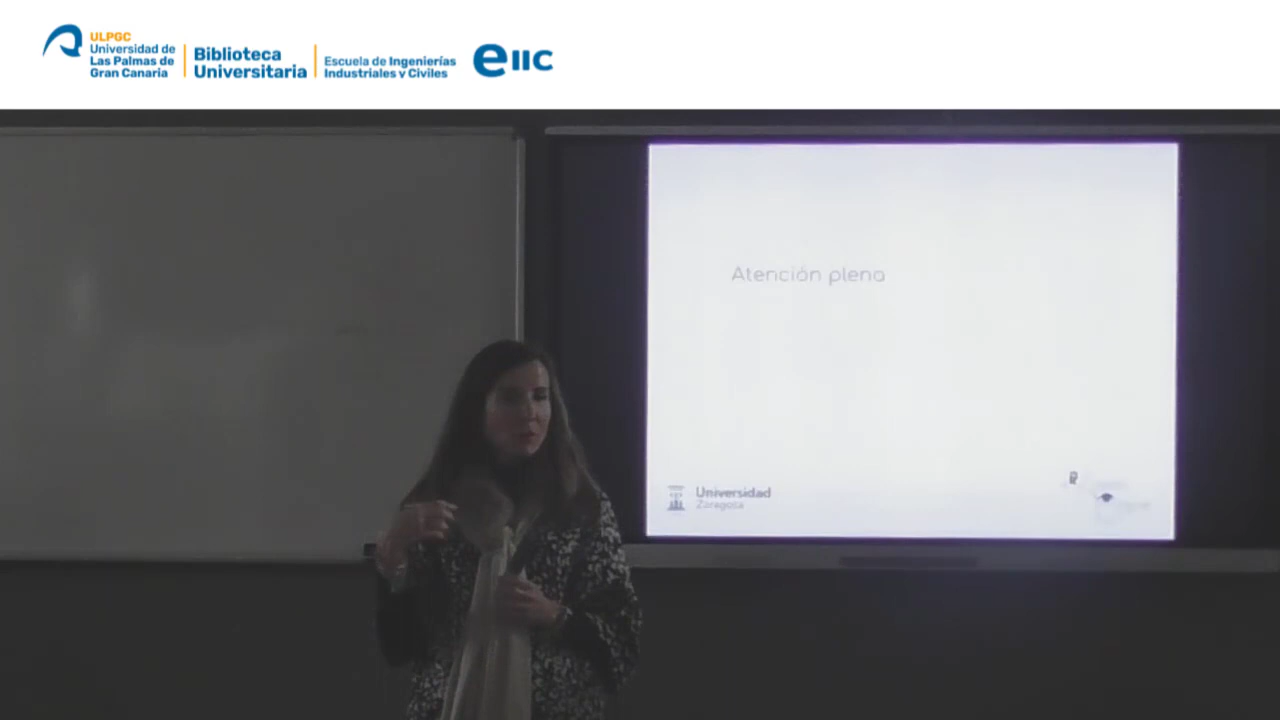 ULPGC
Universidad de
Las Palmas de
Gran Canaria
Biblioteca
Universitaria
Escuela de Ingenierías
Industriales y Civiles
eiic
Atención plena
Universidad
Zaragoza